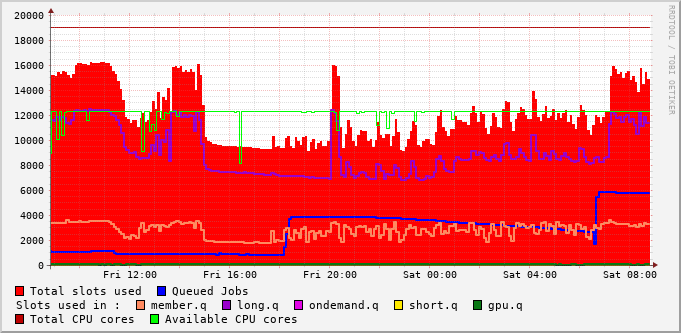 20000
18000
16000
14000
12000
10000
8000
6000
4000
2000
0
Fri 12:00 Fri 16:00 Fri 20:00 Sat 00:00 Sat 04:00 Sat 08:00
Total slots used Queued Jobs
Slots used in : member.q long.q ondemand.q short.q gpu.q
Total CPU cores Available CPU cores
RRDTOOL / TOBI OETIKER